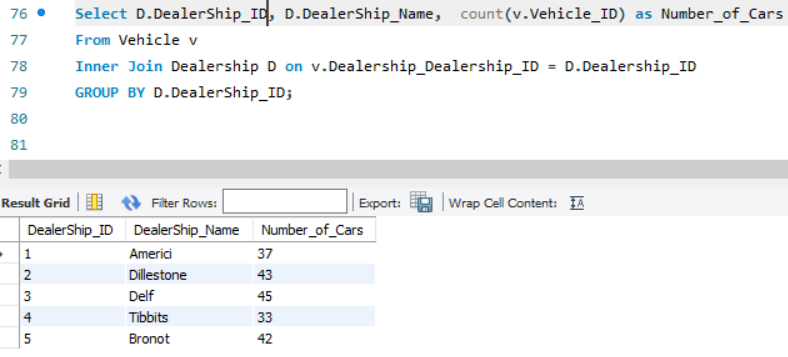 76 Select D.DealerShip_ID, D.DealerShip_Name, count(v.Vehicle_ID) as Number_of_Cars
77 From Vehicle v
78 Inner Join Dealership D on v.Dealership_Dealership_ID = D.Dealership_ID
79 GROUP BY D.DealerShip_ID;
80
81
Result Grid Filter Rows: Export: Wrap Cell Content: IA
DealerShip_ID DealerShip_Name Number_of_Cars
1 Americi 37
2 Dillestone 43
3 Delf 45
4 Tibbits 33
5 Bronot 42